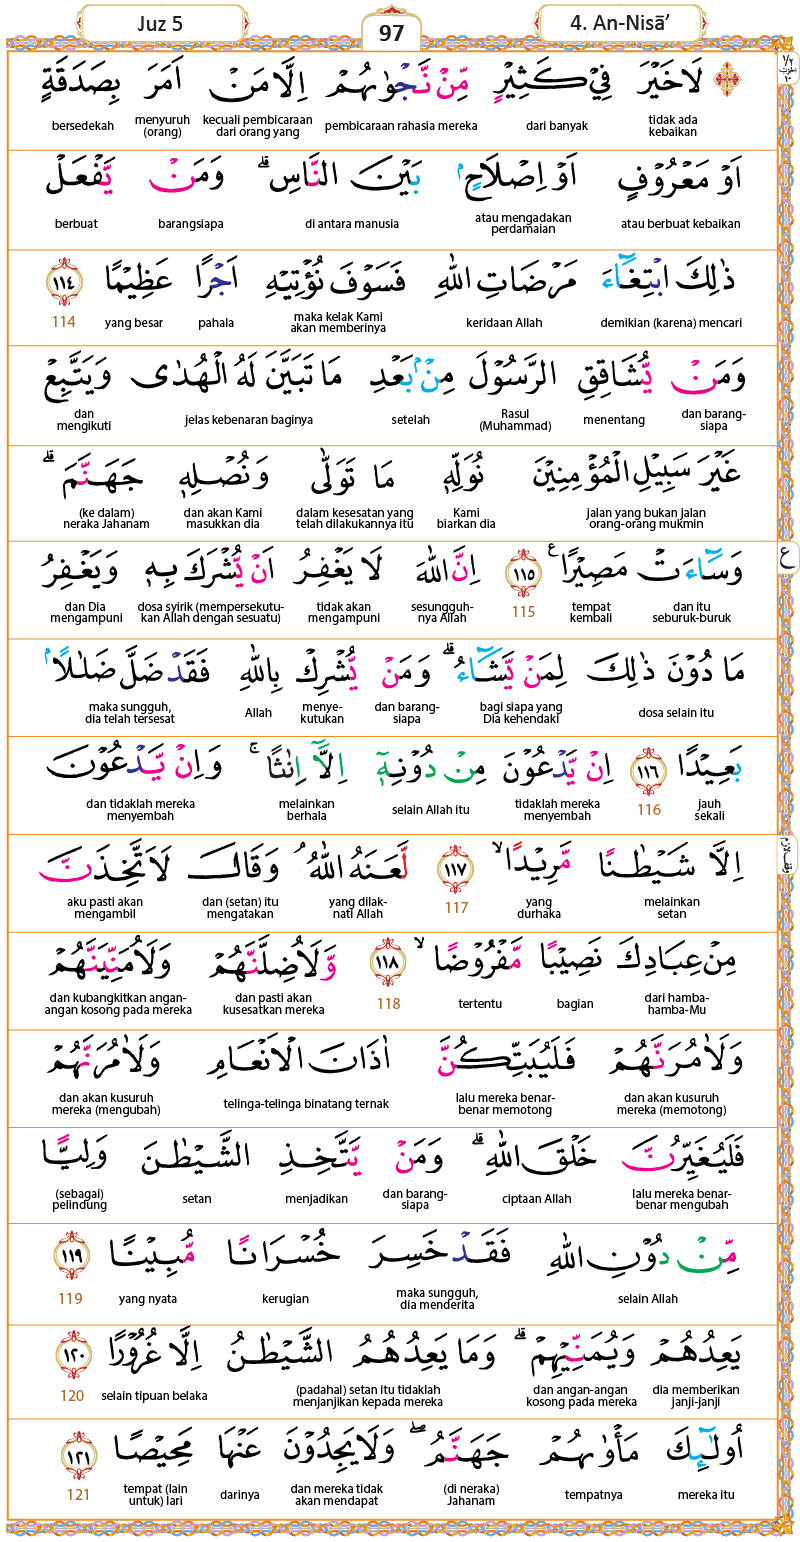 Juz 5
97
4. An-Nisā’
لَا خَيْرَ فِيْ كَثِيْرٍ مِّنْ نَّجْوٰىهُمْ اِلَّا مَنْ اَمَرَ بِصَدَقَةٍ
tidak ada
kebaikan
dari banyak
pembicaraan rahasia mereka
kecuali pembicaraan
dari orang yang
menyuruh
(orang)
bersedekah
اَوْ مَعْرُوْفٍ اَوْ اِصْلَاحٍۢ بَيْنَ النَّاسِۗ وَمَنْ يَّفْعَلْ
atau berbuat kebaikan
atau mengadakan
perdamaian
di antara manusia
barangsiapa
berbuat
ذٰلِكَ ابْتِغَاۤءَ مَرْضَاتِ اللّٰهِ فَسَوْفَ نُؤْتِيْهِ اَجْرًا عَظِيْمًا ١١٤
demikian (karena) mencari
keridaan Allah
maka kelak Kami
akan memberinya
pahala
yang besar
114
وَمَنْ يُّشَاقِقِ الرَّسُوْلَ مِنْۢ بَعْدِ مَا تَبَيَّنَ لَهُ الْهُدٰى وَيَتَّبِعْ
dan barang-
siapa
menentang
Rasul
(Muhammad)
setelah
jelas kebenaran baginya
dan
mengikuti
غَيْرَ سَبِيْلِ الْمُؤْمِنِيْنَ نُوَلِّهٖ مَا تَوَلّٰى وَنُصْلِهٖ جَهَنَّمَۗ
jalan yang bukan jalan
orang-orang mukmin
Kami
biarkan dia
dalam kesesatan yang
telah dilakukannya itu
dan akan Kami
masukkan dia
(ke dalam)
neraka Jahanam
وَسَاۤءَتْ مَصِيْرًا ࣖ ١١٥ اِنَّ اللّٰهَ لَا يَغْفِرُ اَنْ يُّشْرَكَ بِهٖ وَيَغْفِرُ
ع
dan itu
seburuk-buruk
tempat
kembali
115
sesungguh-
nya Allah
tidak akan
mengampuni
dosa syirik (mempersekutu-
kan Allah dengan sesuatu)
dan Dia
mengampuni
مَا دُوْنَ ذٰلِكَ لِمَنْ يَّشَاۤءُۗ وَمَنْ يُّشْرِكْ بِاللّٰهِ فَقَدْ ضَلَّ ضَلٰلًاۢ
dosa selain itu
bagi siapa yang
Dia kehendaki
dan barang-
siapa
menye-
kutukan
Allah
maka sungguh,
dia telah tersesat
بَعِيْدًا ١١٦ اِنْ يَّدْعُوْنَ مِنْ دُوْنِهٖٓ اِلَّآ اِنٰثًاۚ وَاِنْ يَّدْعُوْنَ
jauh
sekali
116
tidaklah mereka
menyembah
selain Allah itu
melainkan
berhala
dan tidaklah mereka
menyembah
اِلَّا شَيْطٰنًا مَّرِيْدًاۙ ١١٧ لَّعَنَهُ اللّٰهُۘ وَقَالَ لَاَتَّخِذَنَّ
melainkan
setan
yang
durhaka
117
yang dilak-
nati Allah
dan (setan) itu
mengatakan
aku pasti akan
mengambil
مِنْ عِبَادِكَ نَصِيْبًا مَّفْرُوْضًاۙ ١١٨ وَّلَاُضِلَّنَّهُمْ وَلَاُمَنِّيَنَّهُمْ
dari hamba-
hamba-Mu
bagian
tertentu
118
dan pasti akan
kusesatkan mereka
dan kubangkitkan angan-
angan kosong pada mereka
وَلَاٰمُرَنَّهُمْ فَلَيُبَتِّكُنَّ اٰذَانَ الْاَنْعَامِ وَلَاٰمُرَنَّهُمْ
dan akan kusuruh
mereka (memotong)
lalu mereka benar-
benar memotong
telinga-telinga binatang ternak
dan akan kusuruh
mereka (mengubah)
فَلَيُغَيِّرُنَّ خَلْقَ اللّٰهِۗ وَمَنْ يَّتَّخِذِ الشَّيْطٰنَ وَلِيًّا
lalu mereka benar-
benar mengubah
ciptaan Allah
dan barang-
siapa
menjadikan
setan
(sebagai)
pelindung
مِّنْ دُوْنِ اللّٰهِ فَقَدْ خَسِرَ خُسْرَانًا مُّبِيْنًا ١١٩
selain Allah
maka sungguh,
dia menderita
kerugian
yang nyata
119
يَعِدُهُمْ وَيُمَنِّيْهِمْۗ وَمَا يَعِدُهُمُ الشَّيْطٰنُ اِلَّا غُرُوْرًا ١٢٠
dia memberikan
janji-janji
dan angan-angan
kosong pada mereka
(padahal) setan itu tidaklah
menjanjikan kepada mereka
selain tipuan belaka
120
اُولٰۤىِٕكَ مَأْوٰىهُمْ جَهَنَّمُۖ وَلَا يَجِدُوْنَ عَنْهَا مَحِيْصًا ١٢١
mereka itu
tempatnya
(di neraka)
Jahanam
dan mereka tidak
akan mendapat
darinya
tempat (lain
untuk) lari
121